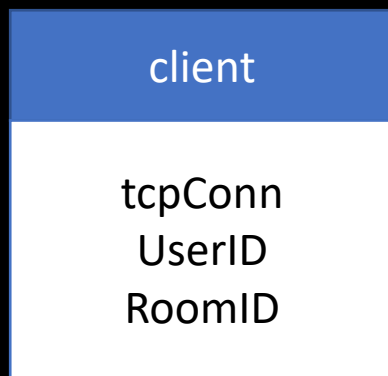 client
tcpConn
UserID
RoomID